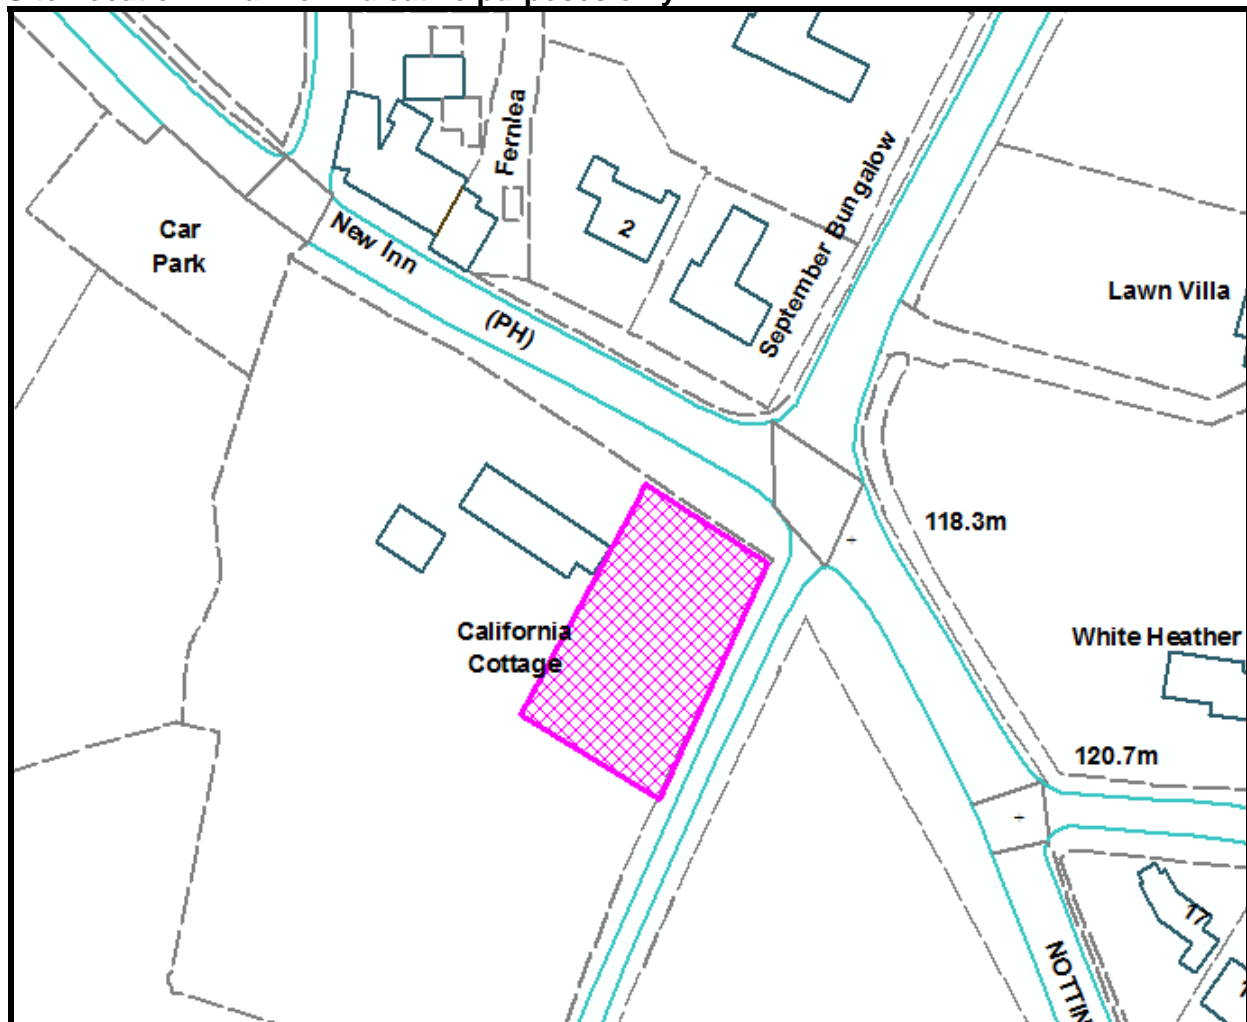 Fernlea
Car
Park
New Inn
(PH)
2
September Bungalow
Lawn Villa
118.3m
California
Cottage
White Heather
120.7m
17
NOTTIN